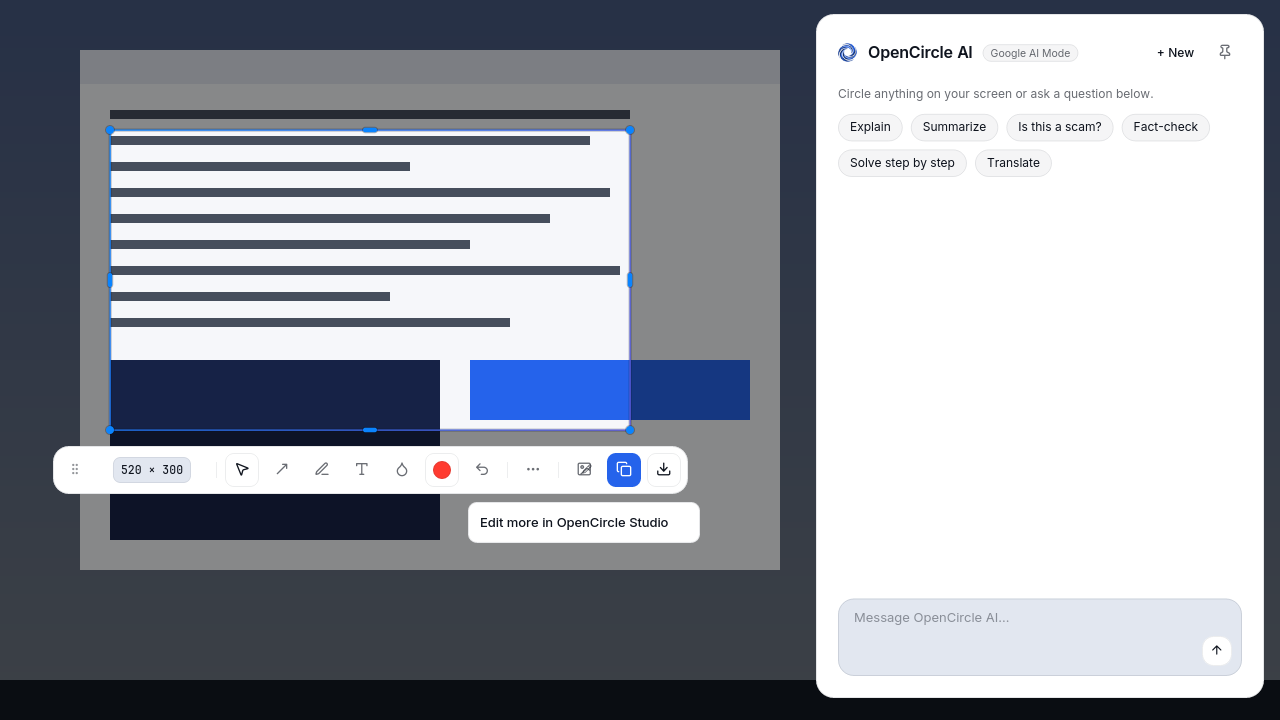 OpenCircle AI
Google AI Mode
+ New
Circle anything on your screen or ask a question below.
Explain
Summarize
Is this a scam?
Fact-check
Solve step by step
Translate
520 × 300
T
Edit more in OpenCircle Studio
Message OpenCircle AI...